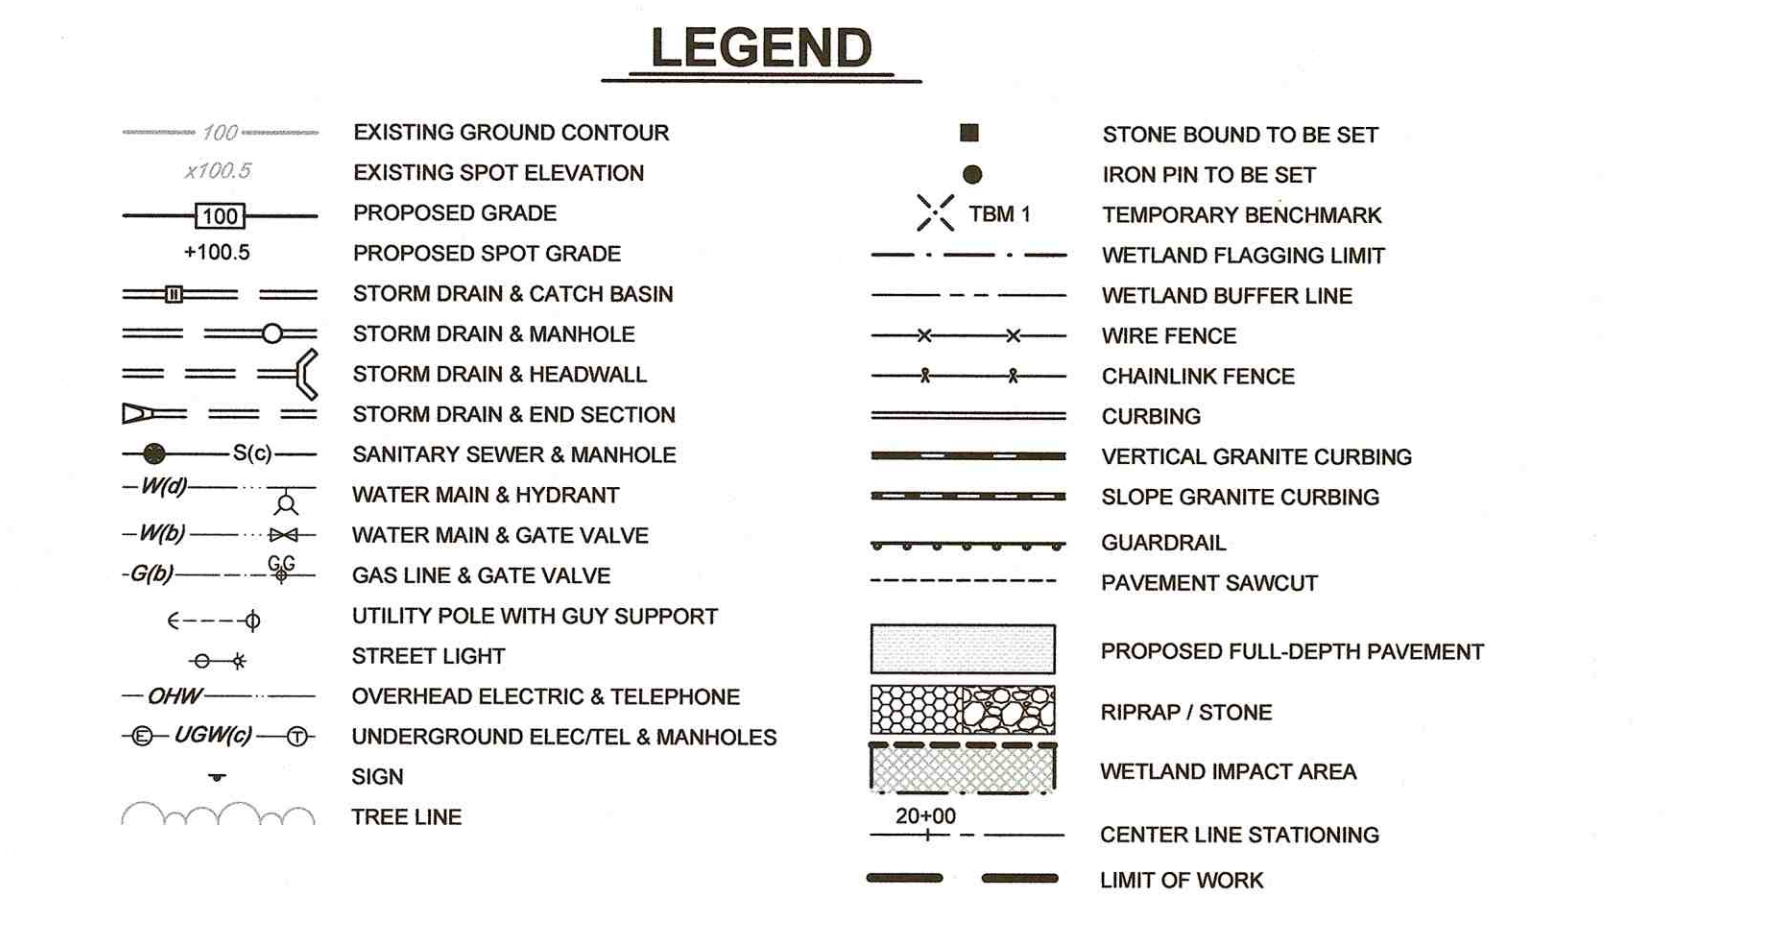 LEGEND
100 EXISTING GROUND CONTOUR
x100.5 EXISTING SPOT ELEVATION
100 PROPOSED GRADE
+100.5 PROPOSED SPOT GRADE
STORM DRAIN & CATCH BASIN
STORM DRAIN & MANHOLE
STORM DRAIN & HEADWALL
STORM DRAIN & END SECTION
S(c) SANITARY SEWER & MANHOLE
W(d) WATER MAIN & HYDRANT
W(b) WATER MAIN & GATE VALVE
G(b) GG GAS LINE & GATE VALVE
UTILITY POLE WITH GUY SUPPORT
STREET LIGHT
OHW OVERHEAD ELECTRIC & TELEPHONE
E UGW(c) T UNDERGROUND ELEC/TEL & MANHOLES
SIGN
TREE LINE
STONE BOUND TO BE SET
IRON PIN TO BE SET
TBM 1 TEMPORARY BENCHMARK
WETLAND FLAGGING LIMIT
WETLAND BUFFER LINE
WIRE FENCE
CHAINLINK FENCE
CURBING
VERTICAL GRANITE CURBING
SLOPE GRANITE CURBING
GUARDRAIL
PAVEMENT SAWCUT
PROPOSED FULL-DEPTH PAVEMENT
RIPRAP / STONE
WETLAND IMPACT AREA
20+00 CENTER LINE STATIONING
LIMIT OF WORK